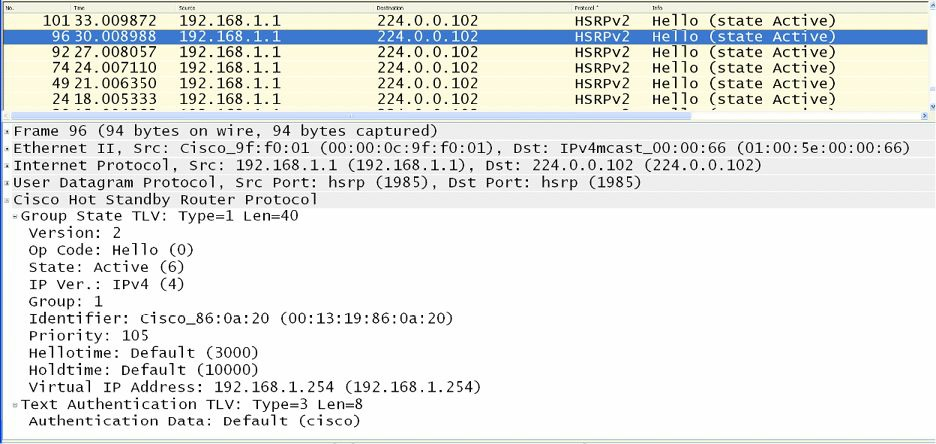 No. Time Source Destination Protocol Info
101 33.009872 192.168.1.1 224.0.0.102 HSRPv2 Hello (state Active)
96 30.008988 192.168.1.1 224.0.0.102 HSRPv2 Hello (state Active)
92 27.008057 192.168.1.1 224.0.0.102 HSRPv2 Hello (state Active)
74 24.007110 192.168.1.1 224.0.0.102 HSRPv2 Hello (state Active)
49 21.006350 192.168.1.1 224.0.0.102 HSRPv2 Hello (state Active)
24 18.005333 192.168.1.1 224.0.0.102 HSRPv2 Hello (state Active)
Frame 96 (94 bytes on wire, 94 bytes captured)
Ethernet II, Src: Cisco_9f:f0:01 (00:00:0c:9f:f0:01), Dst: IPv4mcast_00:00:66 (01:00:5e:00:00:66)
Internet Protocol, Src: 192.168.1.1 (192.168.1.1), Dst: 224.0.0.102 (224.0.0.102)
User Datagram Protocol, Src Port: hsrp (1985), Dst Port: hsrp (1985)
Cisco Hot Standby Router Protocol
Group State TLV: Type=1 Len=40
Version: 2
Op Code: Hello (0)
State: Active (6)
IP Ver.: IPv4 (4)
Group: 1
Identifier: Cisco_86:0a:20 (00:13:19:86:0a:20)
Priority: 105
Hellotime: Default (3000)
Holdtime: Default (10000)
Virtual IP Address: 192.168.1.254 (192.168.1.254)
Text Authentication TLV: Type=3 Len=8
Authentication Data: Default (cisco)